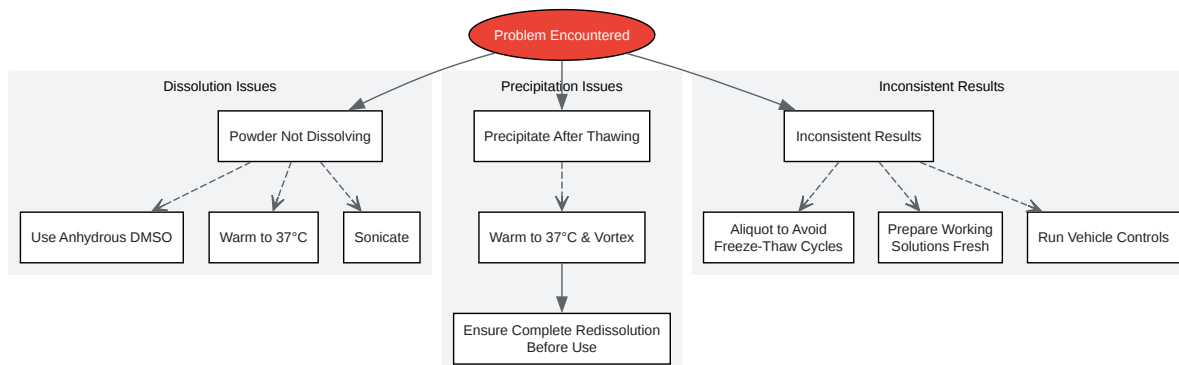 Problem Encountered
Dissolution Issues
Precipitation Issues
Inconsistent Results
Powder Not Dissolving
Precipitate After Thawing
Inconsistent Results
Use Anhydrous DMSO
Warm to 37°C
Sonicate
Warm to 37°C & Vortex
Aliquot to Avoid
Freeze-Thaw Cycles
Prepare Working
Solutions Fresh
Run Vehicle Controls
Ensure Complete Redissolution
Before Use